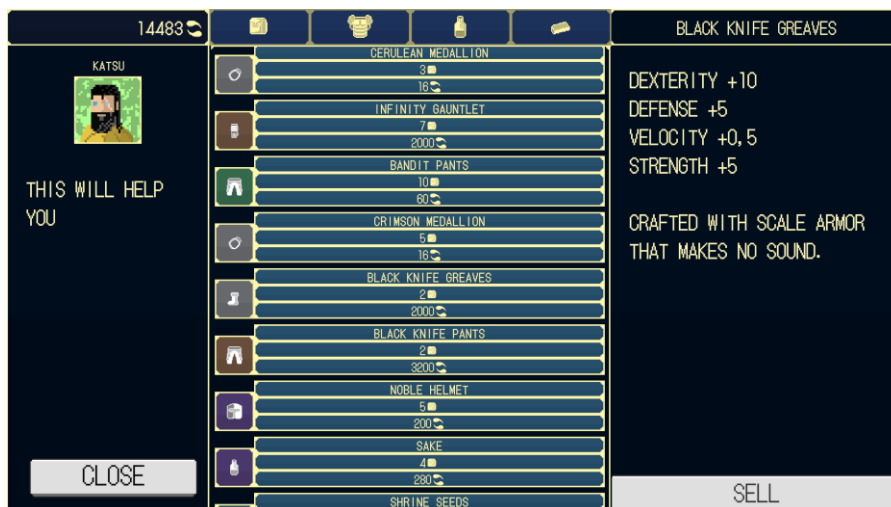 14483
KATSU
THIS WILL HELP
YOU
CLOSE
CERULEAN MEDALLION
3
16
INFINITY GAUNTLET
7
2000
BANDIT PANTS
10
60
CRIMSON MEDALLION
5
16
BLACK KNIFE GREAVES
2
2000
BLACK KNIFE PANTS
2
3200
NOBLE HELMET
5
200
SAKE
4
280
SHRINE SEEDS
BLACK KNIFE GREAVES
DEXTERITY +10
DEFENSE +5
VELOCITY +0,5
STRENGTH +5
CRAFTED WITH SCALE ARMOR
THAT MAKES NO SOUND.
SELL